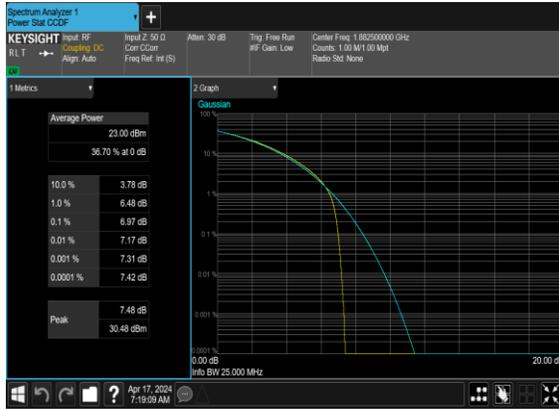 Spectrum Analyzer 1
Power Stat CCDF
+
KEYSIGHT Input: RF Input Z: 50 Ω Atten: 30 dB Trig: Free Run Center Freq: 1.882500000 GHz
RLT Coupling: DC Corr CCorr #IF Gain: Low Counts: 1.00 M/1.00 Mpt
Align: Auto Freq Ref: Int (S) Radio Std: None
1 Metrics
2 Graph
Average Power
23.00 dBm
36.70 % at 0 dB
10.0 % 3.78 dB
1.0 % 6.48 dB
0.1 % 6.97 dB
0.01 % 7.17 dB
0.001 % 7.31 dB
0.0001 % 7.42 dB
Peak 7.48 dB
30.48 dBm
Gaussian
100 %
10 %
1 %
0.1 %
0.01 %
0.001 %
0.0001 %
0.00 dB 20.00 d
Info BW 25.000 MHz
? Apr 17, 2024
7:19:09 AM